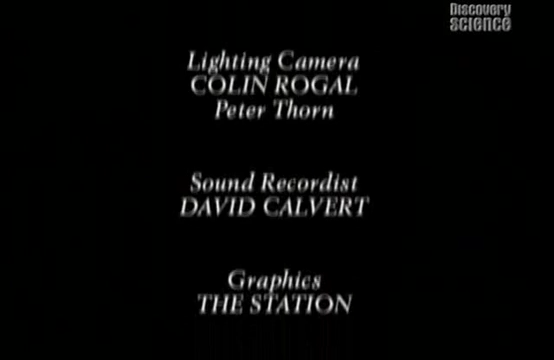 Discovery
SCIENCE
Lighting Camera
COLIN ROGAL
Peter Thorn
Sound Recordist
DAVID CALVERT
Graphics
THE STATION